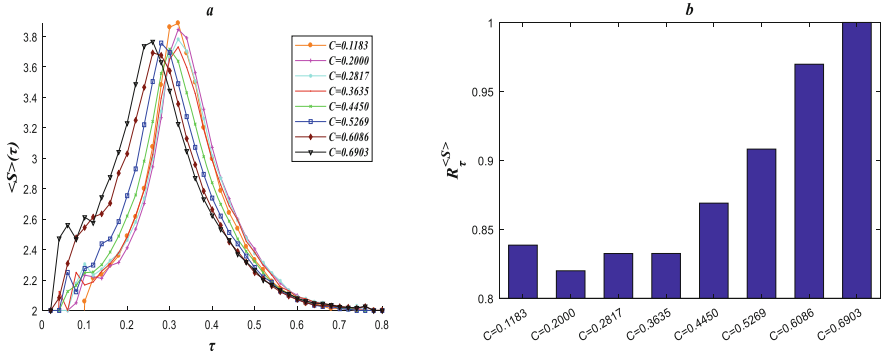 a
3.8
3.6
3.4
3.2
3
2.8
2.6
2.4
2.2
2
<S>(τ)
0
0.1
0.2
0.3
0.4
0.5
0.6
0.7
0.8
τ
C=0.1183
C=0.2000
C=0.2817
C=0.3635
C=0.4450
C=0.5269
C=0.6086
C=0.6903
b
1
0.95
0.9
0.85
0.8
R_τ^<S>
C=0.1183
C=0.2000
C=0.2817
C=0.3635
C=0.4450
C=0.5269
C=0.6086
C=0.6903